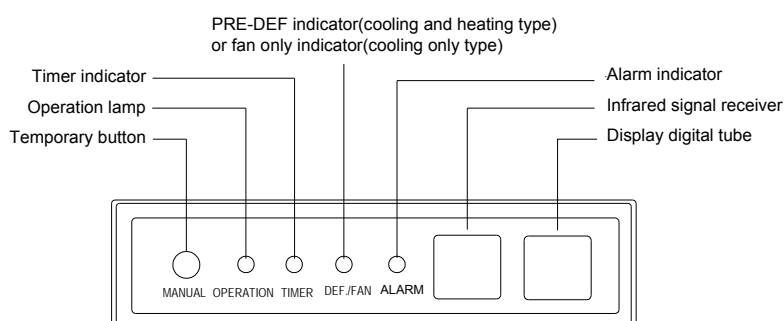 PRE-DEF indicator(cooling and heating type)
or fan only indicator(cooling only type)
Timer indicator
Alarm indicator
Operation lamp
Infrared signal receiver
Temporary button
Display digital tube
MANUAL OPERATION TIMER DEF./FAN ALARM